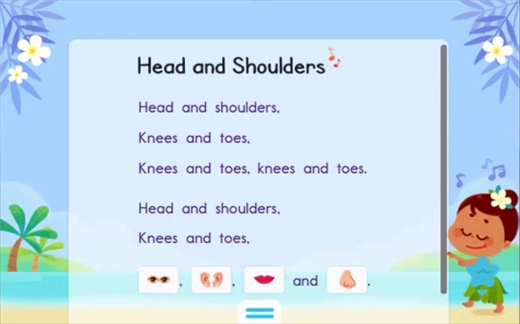 Head and Shoulders
Head and shoulders,
Knees and toes,
Knees and toes, knees and toes.
Head and shoulders,
Knees and toes,
, , and .